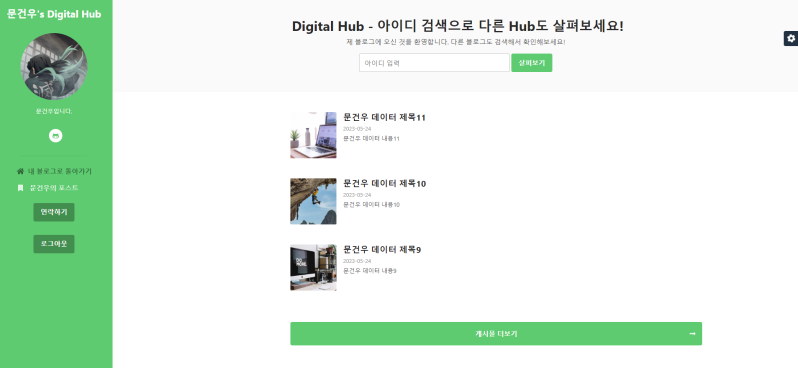 문건우's Digital Hub
문건우입니다.
내 블로그로 돌아가기
문건우의 포스트
연락하기
로그아웃
Digital Hub - 아이디 검색으로 다른 Hub도 살펴보세요!
제 블로그에 오신 것을 환영합니다. 다른 블로그도 검색해서 확인해보세요!
아이디 입력
살펴보기
문건우 데이터 제목11
2023-05-24
문건우 데이터 내용11
문건우 데이터 제목10
2023-05-24
문건우 데이터 내용10
문건우 데이터 제목9
2023-05-24
문건우 데이터 내용9
게시물 더보기